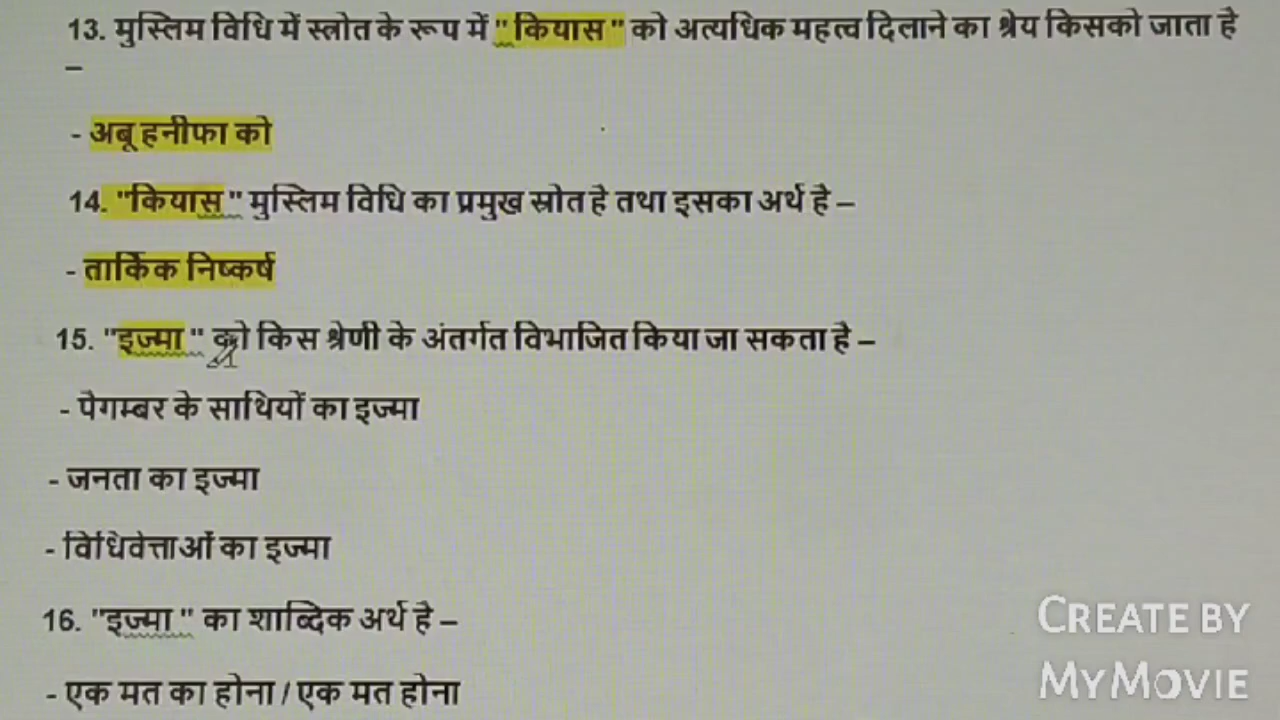 13. मुस्लिम विधि में स्त्रोत के रूप में " कियास " को अत्यधिक महत्व दिलाने का श्रेय किसको जाता है
–
- अबू हनीफा को
14. "कियास " मुस्लिम विधि का प्रमुख स्रोत है तथा इसका अर्थ है –
- तार्किक निष्कर्ष
15. "इज्मा " को किस श्रेणी के अंतर्गत विभाजित किया जा सकता है –
- पैगम्बर के साथियों का इज्मा
- जनता का इज्मा
- विधिवेत्ताओं का इज्मा
16. "इज्मा " का शाब्दिक अर्थ है –
- एक मत का होना / एक मत होना
CREATE BY
MYMOVIE